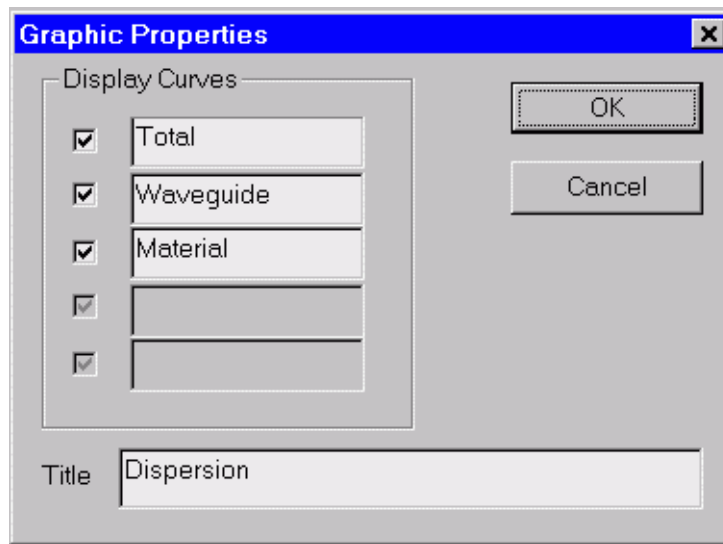 Graphic Properties
Display Curves
Total
Waveguide
Material
OK
Cancel
Title
Dispersion